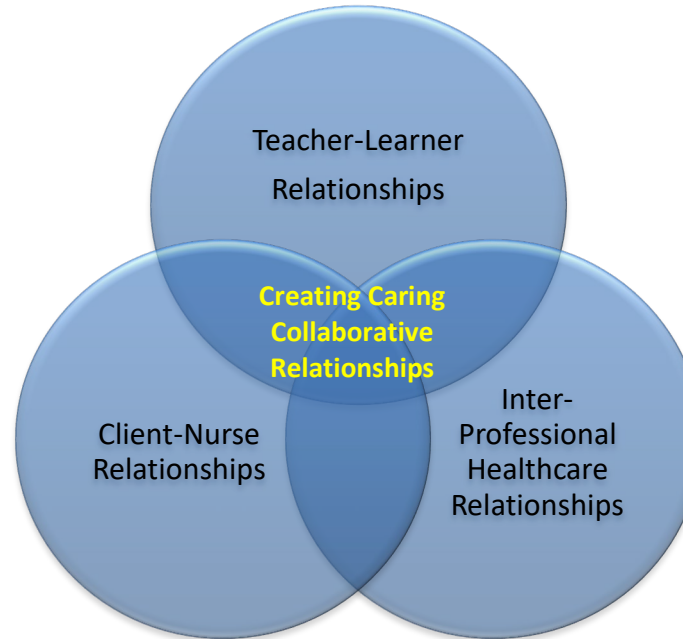 Teacher-Learner
Relationships
Creating Caring
Collaborative
Relationships
Client-Nurse
Relationships
Inter-
Professional
Healthcare
Relationships